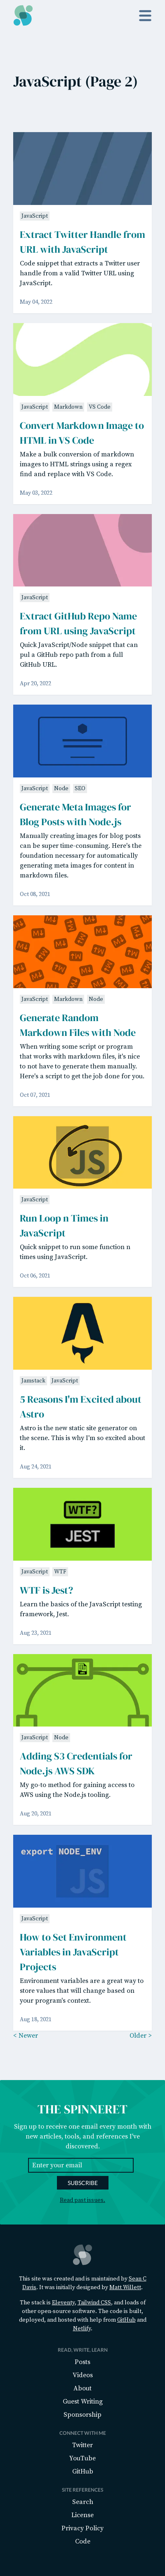 JavaScript (Page 2)
JavaScript
Extract Twitter Handle from
URL with JavaScript
Code snippet that extracts a Twitter user
handle from a valid Twitter URL using
JavaScript.
May 04, 2022
JavaScript Markdown VS Code
Convert Markdown Image to
HTML in VS Code
Make a bulk conversion of markdown
images to HTML strings using a regex
find and replace with VS Code.
May 03, 2022
JavaScript
Extract GitHub Repo Name
from URL using JavaScript
Quick JavaScript/Node snippet that can
pul a GitHub repo path from a full
GitHub URL.
Apr 20, 2022
JavaScript Node SEO
Generate Meta Images for
Blog Posts with Node.js
Manually creating images for blog posts
can be super time-consuming. Here's the
foundation necessary for automatically
generating meta images for content in
markdown files.
Oct 08, 2021
JavaScript Markdown Node
Generate Random
Markdown Files with Node
When writing some script or program
that works with markdown files, it's nice
to not have to generate them manually.
Here's a script to get the job done for you.
Oct 07, 2021
JS
JavaScript
Run Loop n Times in
JavaScript
Quick snippet to run some function n
times using JavaScript.
Oct 06, 2021
Jamstack JavaScript
5 Reasons I'm Excited about
Astro
Astro is the new static site generator on
the scene. This is why I'm so excited about
it.
Aug 24, 2021
WTF?
JEST
JavaScript WTF
WTF is Jest?
Learn the basics of the JavaScript testing
framework, Jest.
Aug 23, 2021
JavaScript Node
Adding S3 Credentials for
Node.js AWS SDK
My go-to method for gaining access to
AWS using the Node.js tooling.
Aug 20, 2021
export NODE_ENV
JS
JavaScript
How to Set Environment
Variables in JavaScript
Projects
Environment variables are a great way to
store values that will change based on
your program's context.
Aug 18, 2021
< Newer Older >
THE SPINNERET
Sign up to receive one email every month with
new articles, tools, and references I've
discovered.
Enter your email
SUBSCRIBE
Read past issues.
This site was created and is maintained by Sean C
Davis. It was initially designed by Matt Willett.
The stack is Eleventy, Tailwind CSS, and loads of
other open-source software. The code is built,
deployed, and hosted with help from GitHub and
Netlify.
READ, WRITE, LEARN
Posts
Videos
About
Guest Writing
Sponsorship
CONNECT WITH ME
Twitter
YouTube
GitHub
SITE REFERENCES
Search
License
Privacy Policy
Code